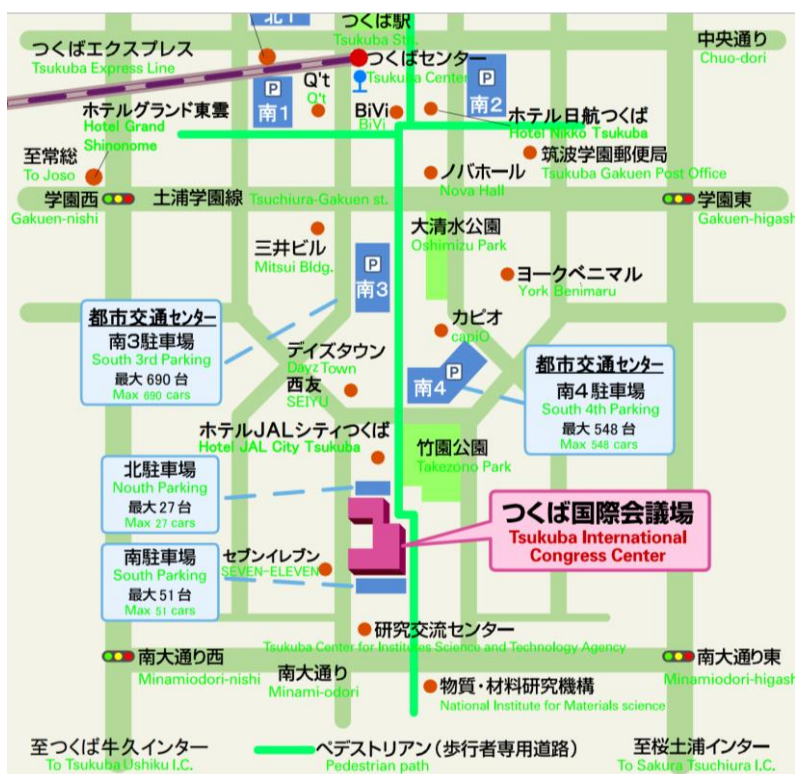 北1
つくば駅
Tsukuba Sta.
つくばエクスプレス
Tsukuba Express Line
つくばセンター
Tsukuba Center
中央通り
Chuo-dori
P
南1
Q't
Q't
BiVi
BiVi
P
南2
ホテルグランド東雲
Hotel Grand
Shinonome
ホテル日航つくば
Hotel Nikko Tsukuba
至常総
To Joso
ノバホール
Nova Hall
筑波学園郵便局
Tsukuba Gakuen Post Office
学園西
Gakuen-nishi
土浦学園線
Tsuchiura-Gakuen st.
学園東
Gakuen-higash
三井ビル
Mitsui Bldg.
大清水公園
Oshimizu Park
P
南3
ヨークベニマル
York Benimaru
都市交通センター
南3駐車場
South 3rd Parking
最大 690 台
Max 690 cars
カピオ
capiO
デイズタウン
Dayz Town
西友
SEIYU
P
南4
都市交通センター
南4駐車場
South 4th Parking
最大 548 台
Max 548 cars
ホテルJALシティつくば
Hotel JAL City Tsukuba
竹園公園
Takezono Park
北駐車場
Nouth Parking
最大 27 台
Max 27 cars
つくば国際会議場
Tsukuba International
Congress Center
南駐車場
South Parking
最大 51 台
Max 51 cars
セブンイレブン
SEVEN-ELEVEN
研究交流センター
Tsukuba Center for Institutes Science and Technology Agency
南大通り西
Minamiodori-nishi
南大通り
Minami-odori
南大通り東
Minamiodori-higash
物質・材料研究機構
National Institute for Materials science
至つくば牛久インター
To Tsukuba Ushiku I.C.
ペデストリアン(歩行者専用道路)
Pedestrian path
至桜土浦インター
To Sakura Tsuchiura I.C.